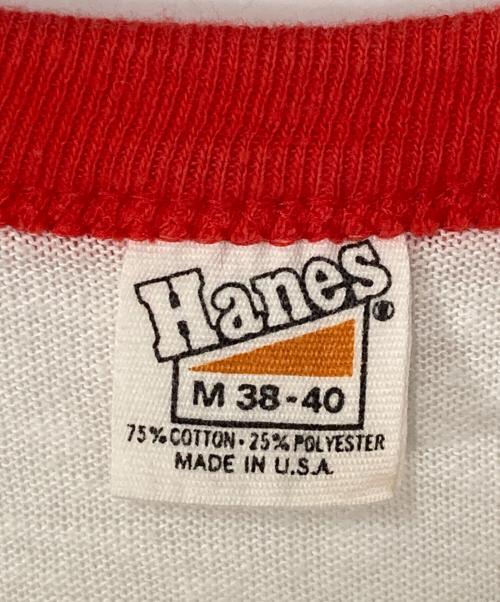 Hanes®
M 38-40
75% COTTON • 25% POLYESTER
MADE IN U.S.A.